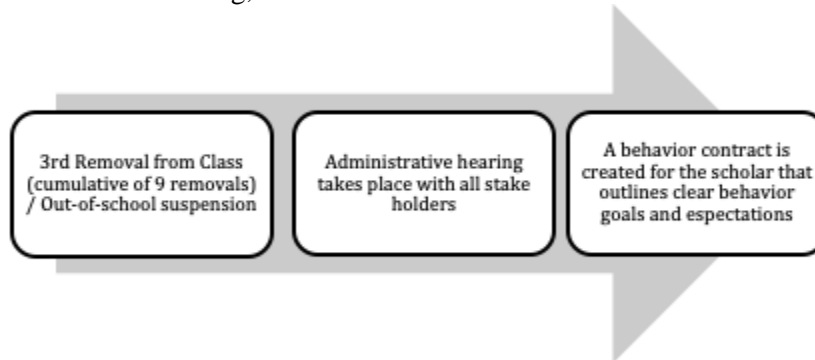 3rd Removal from Class
(cumulative of 9 removals)
/ Out-of-school suspension
Administrative hearing
takes place with all stake
holders
A behavior contract is
created for the scholar that
outlines clear behavior
goals and espectations